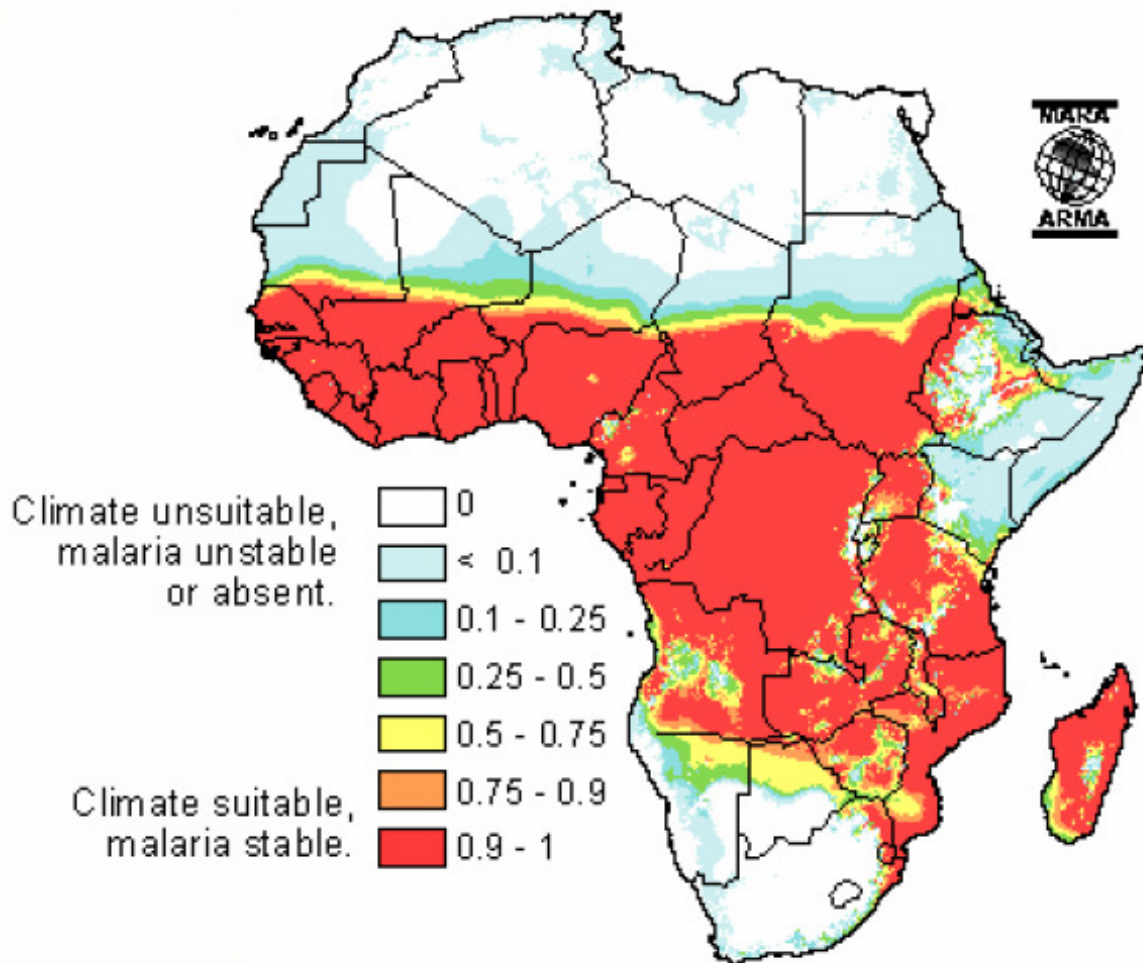 MARA
ARMA
Climate unsuitable,
malaria unstable
or absent.
0
< 0.1
0.1 - 0.25
0.25 - 0.5
0.5 - 0.75
Climate suitable,
malaria stable.
0.75 - 0.9
0.9 - 1